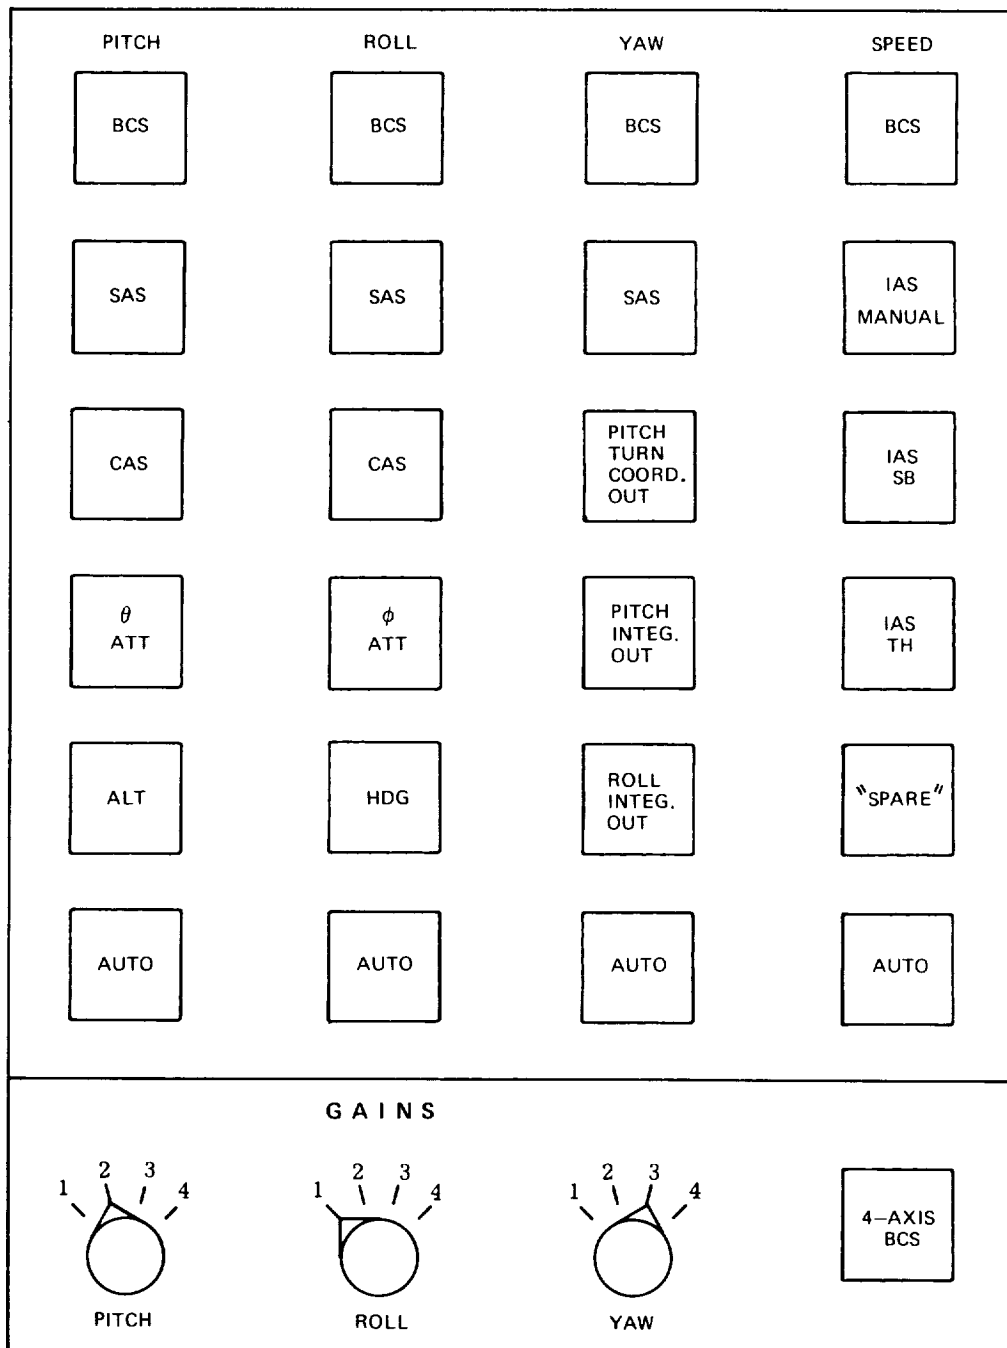 PITCH ROLL YAW SPEED
BCS BCS BCS BCS
SAS SAS SAS IAS
MANUAL
CAS CAS PITCH
TURN
COORD.
OUT IAS
SB
θ
ATT φ
ATT PITCH
INTEG.
OUT IAS
TH
ALT HDG ROLL
INTEG.
OUT "SPARE"
AUTO AUTO AUTO AUTO
GAINS
1 2 3 4 1 2 3 4 1 2 3 4 4-AXIS
BCS
PITCH ROLL YAW